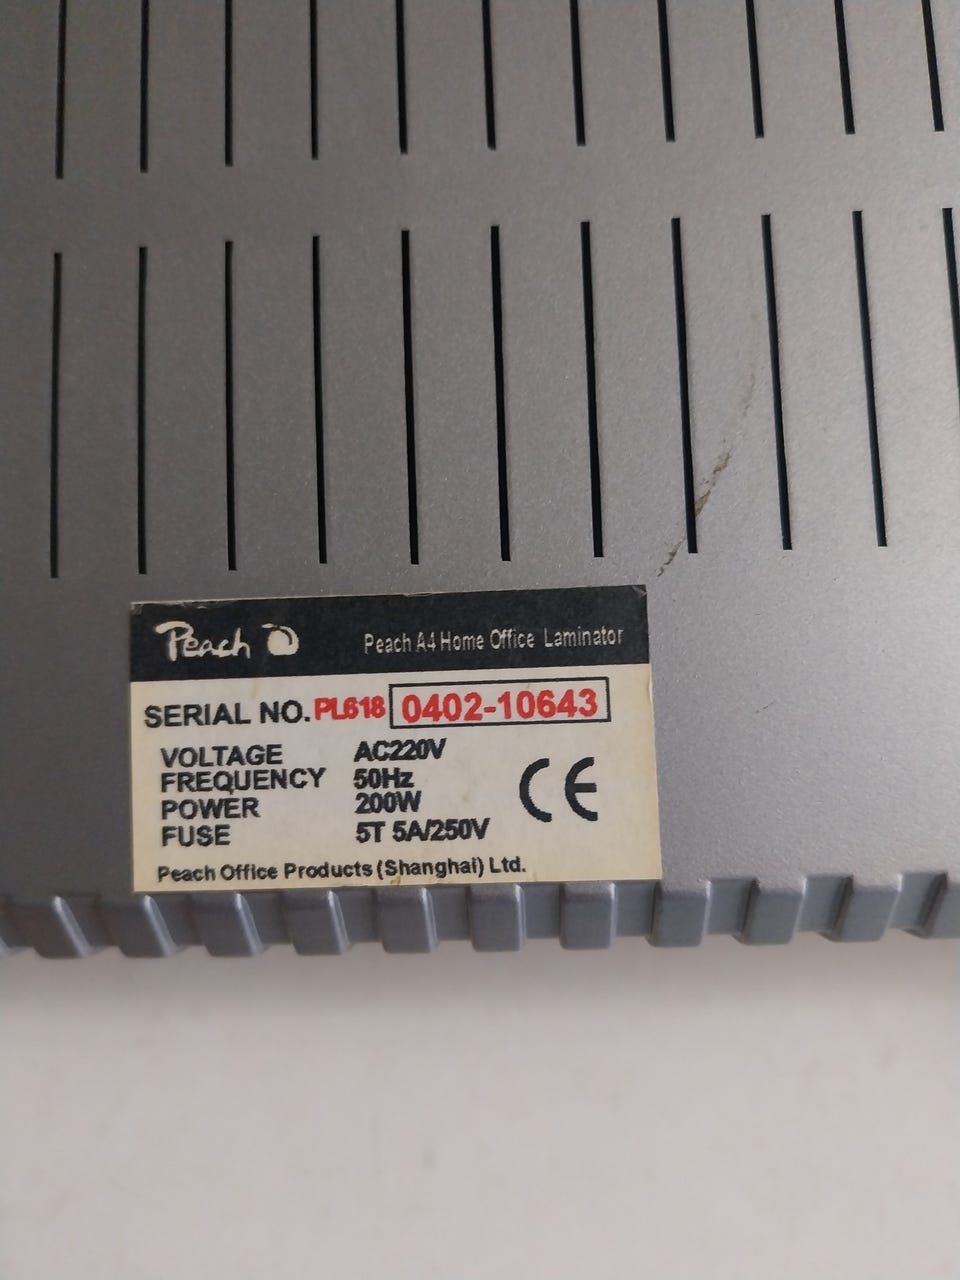 Peach Peach A4 Home Office Laminator
SERIAL NO. PL618 0402-10643
VOLTAGE AC220V
FREQUENCY 50Hz
POWER 200W
FUSE 5T 5A/250V
CE
Peach Office Products (Shanghai) Ltd.